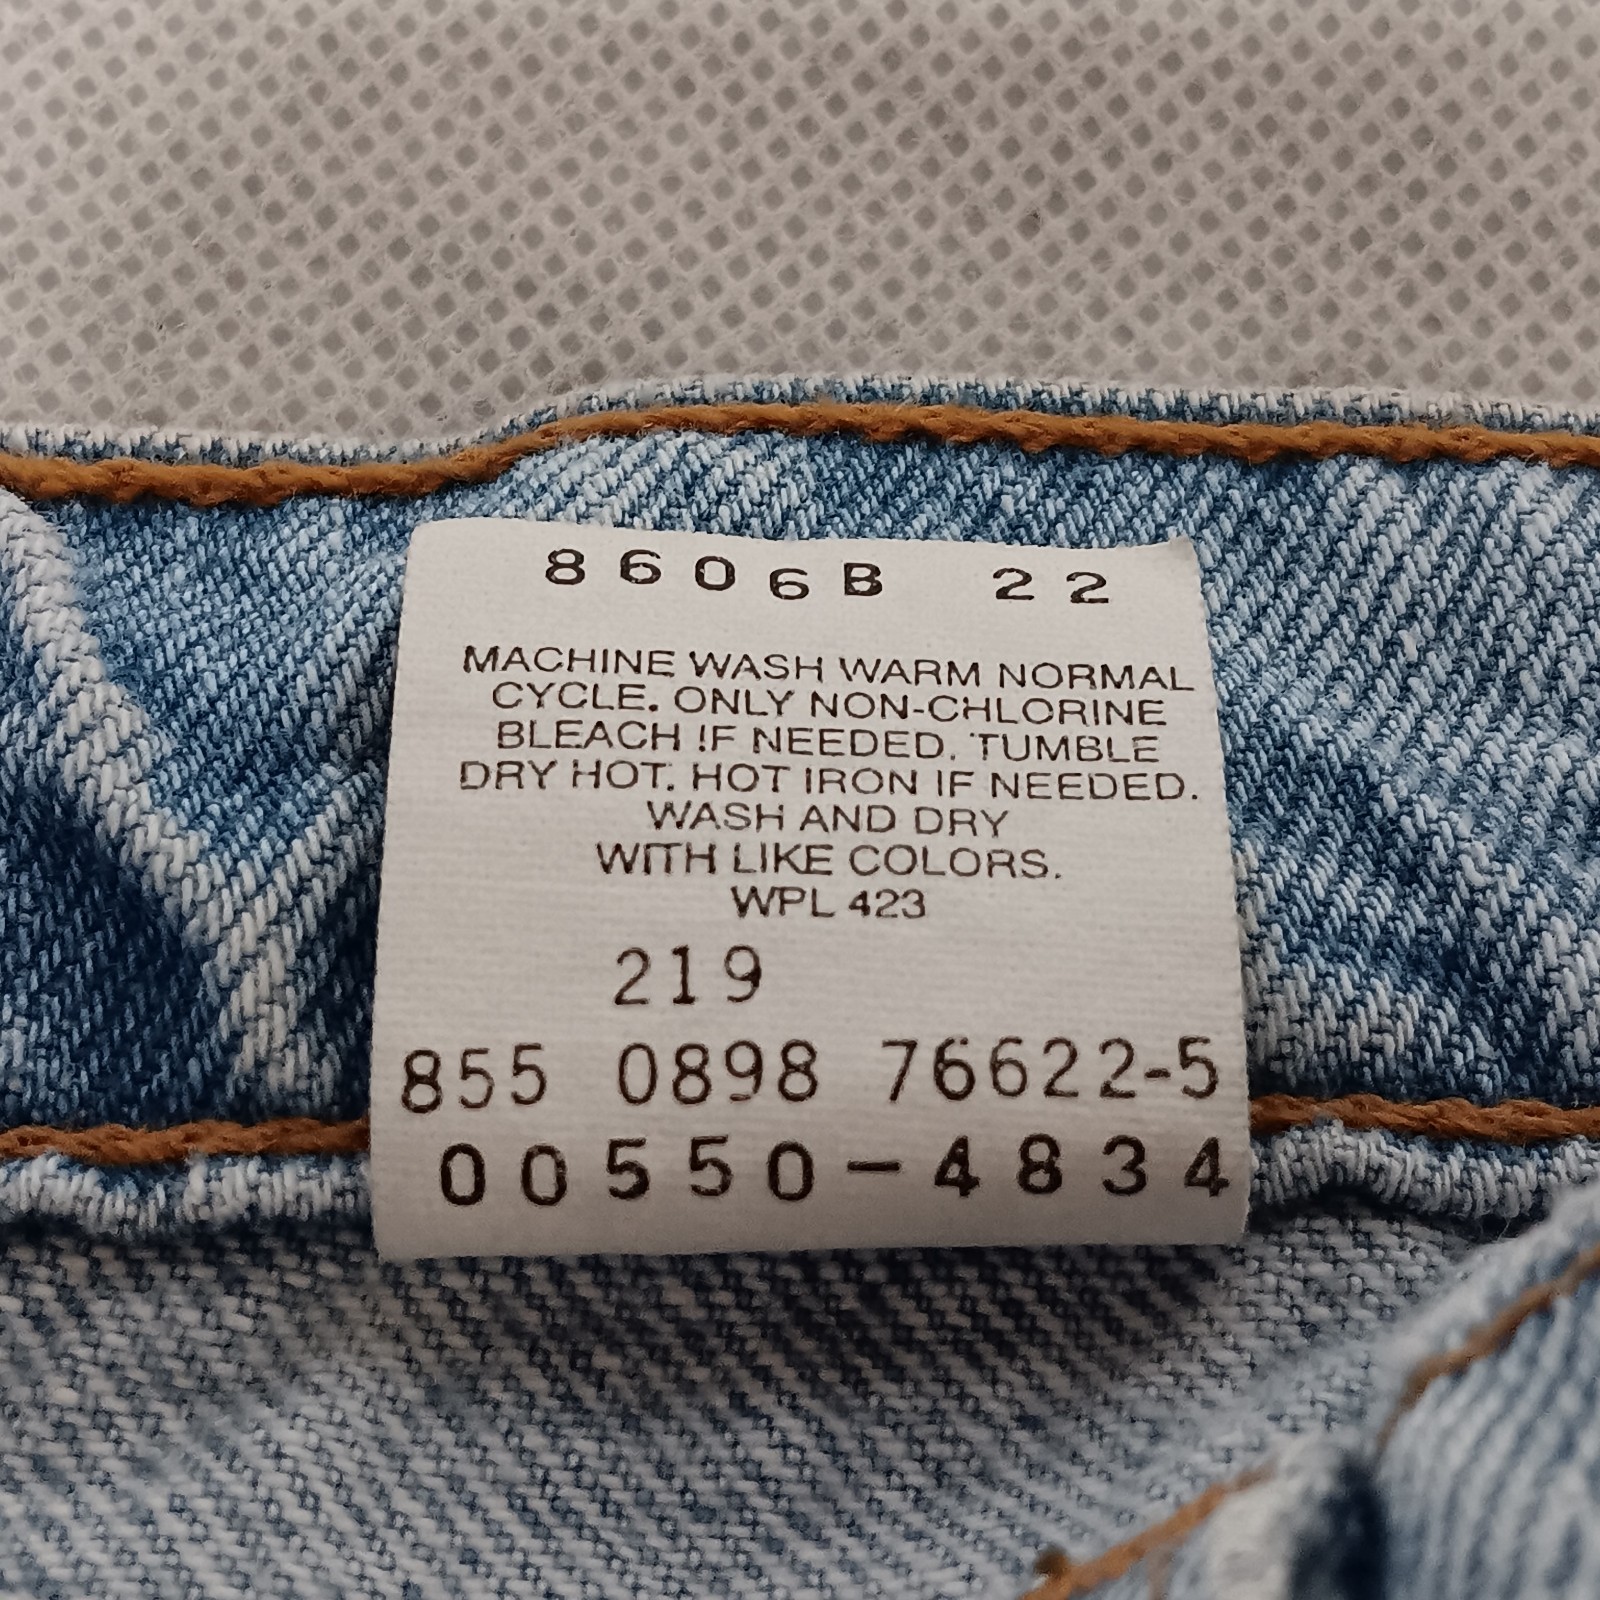 8606B 22
MACHINE WASH WARM NORMAL
CYCLE. ONLY NON-CHLORINE
BLEACH IF NEEDED. TUMBLE
DRY HOT. HOT IRON IF NEEDED.
WASH AND DRY
WITH LIKE COLORS.
WPL 423
219
855 0898 76622-5
00550-4834